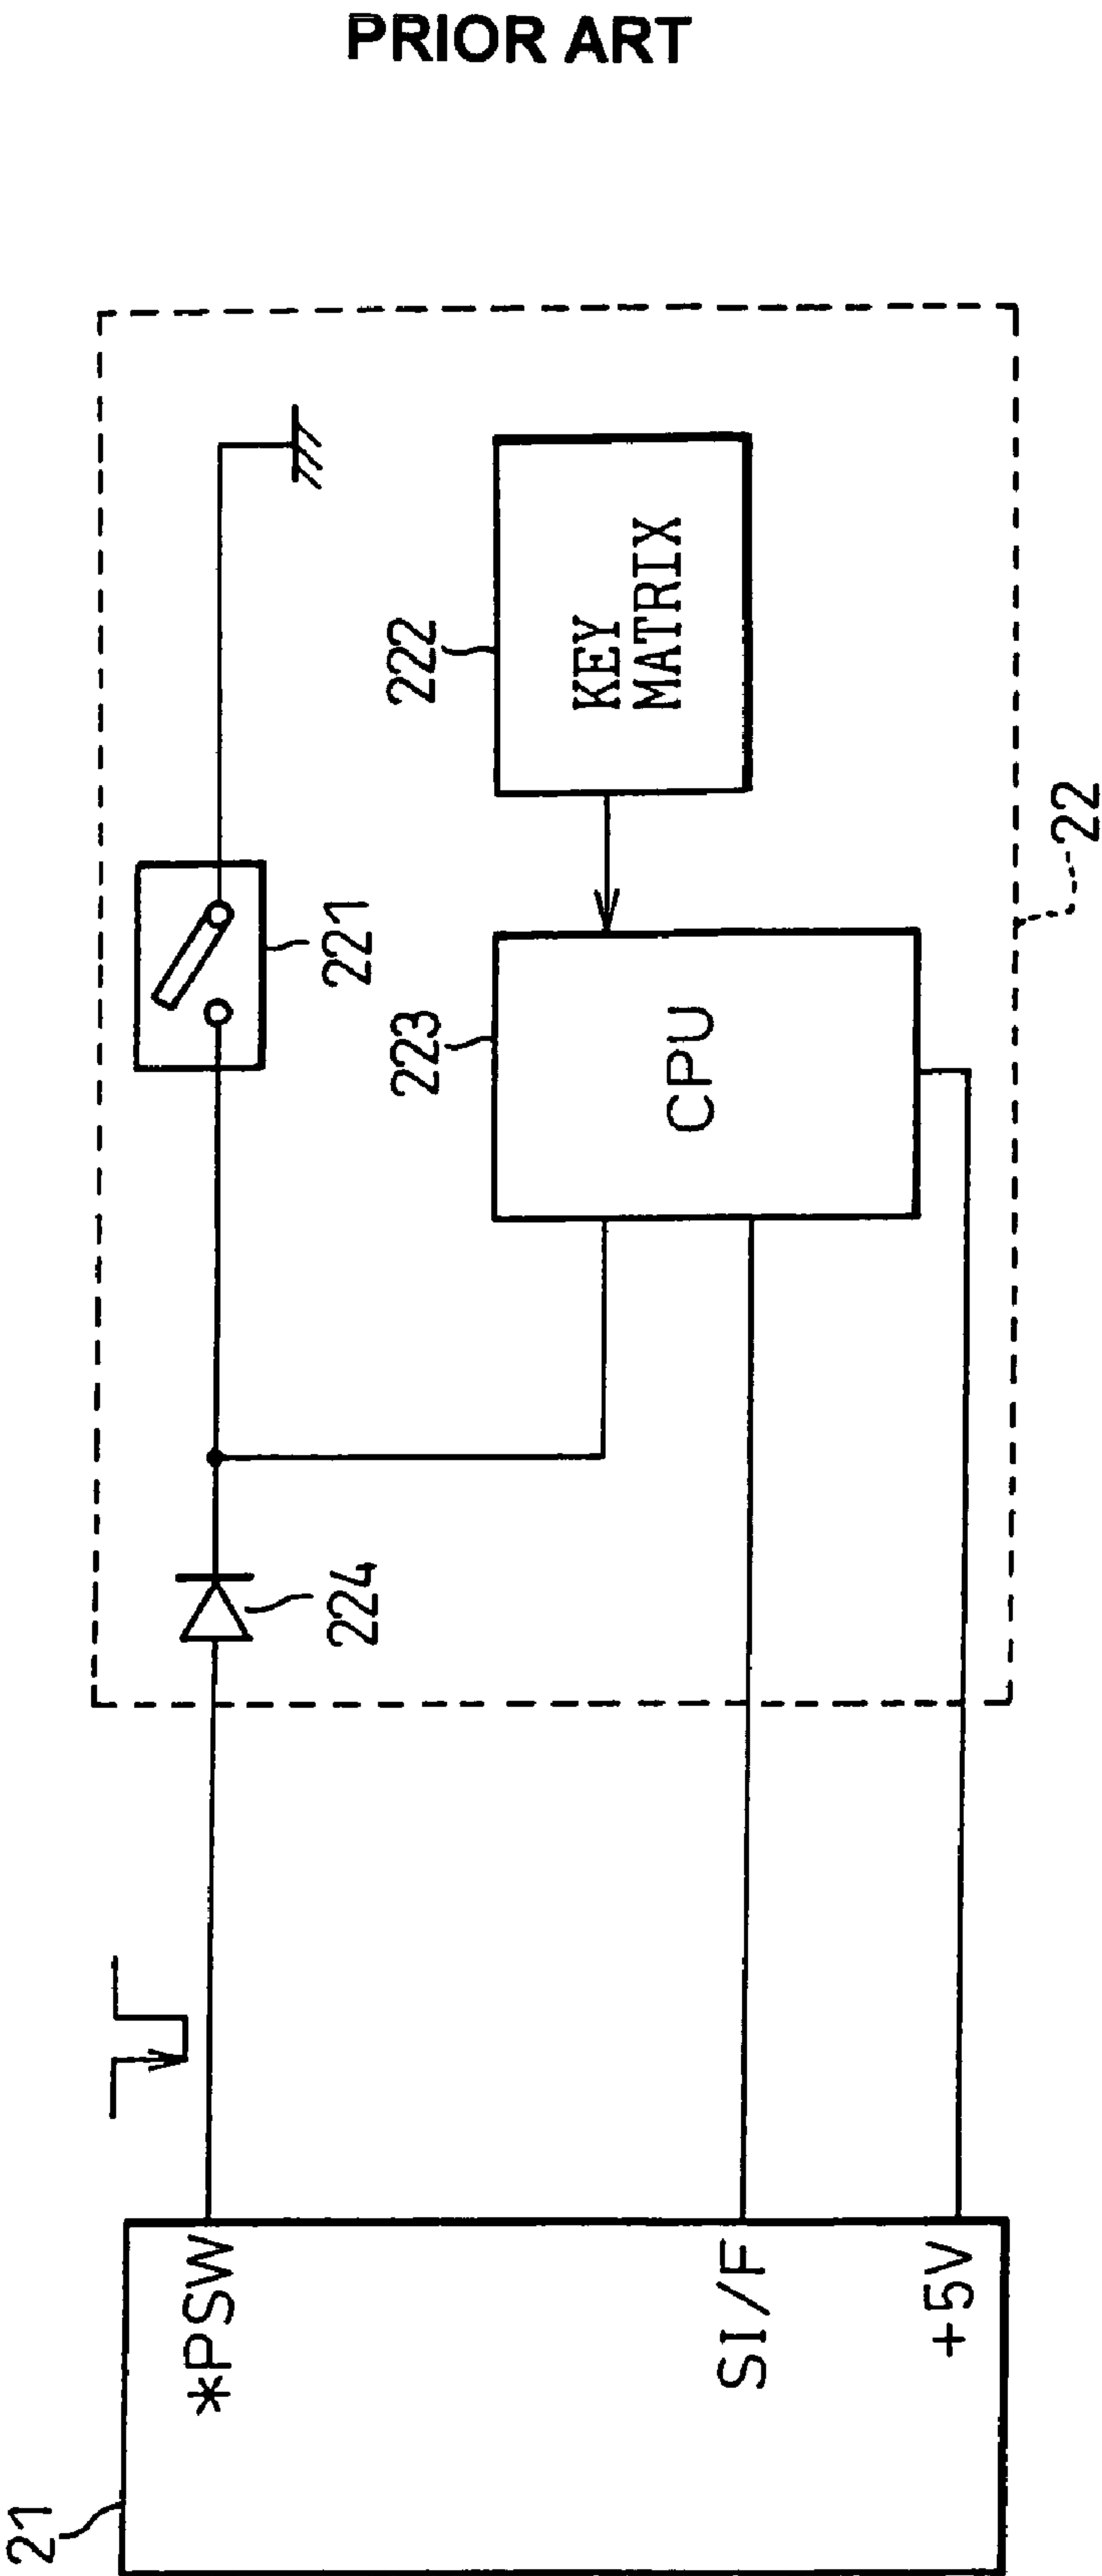 PRIOR ART
21
*PSW
SI/F
+5V
224
221
223
CPU
222
KEY
MATRIX
22